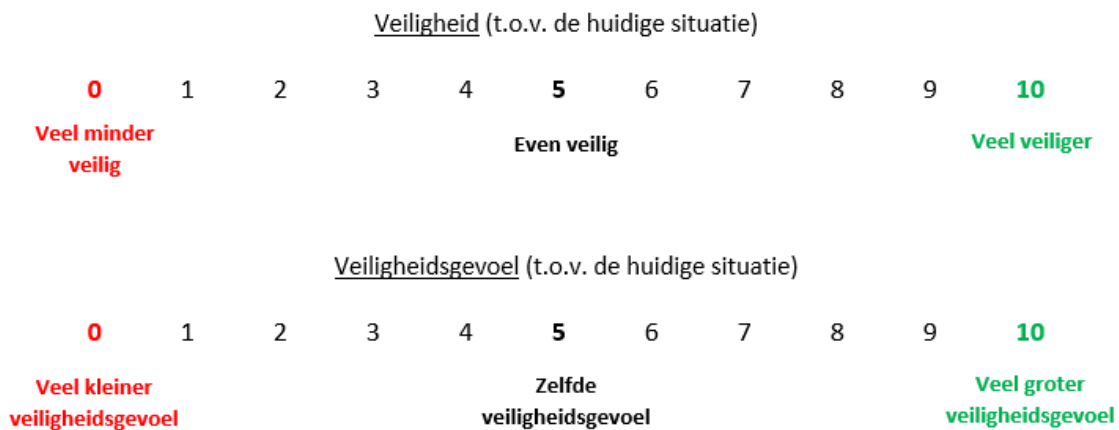 Veiligheid (t.o.v. de huidige situatie)
0 1 2 3 4 5 6 7 8 9 10
Veel minder veilig
Even veilig
Veel veiliger
Veiligheidsgevoel (t.o.v. de huidige situatie)
0 1 2 3 4 5 6 7 8 9 10
Veel kleiner veiligheidsgevoel
Zelfde veiligheidsgevoel
Veel groter veiligheidsgevoel